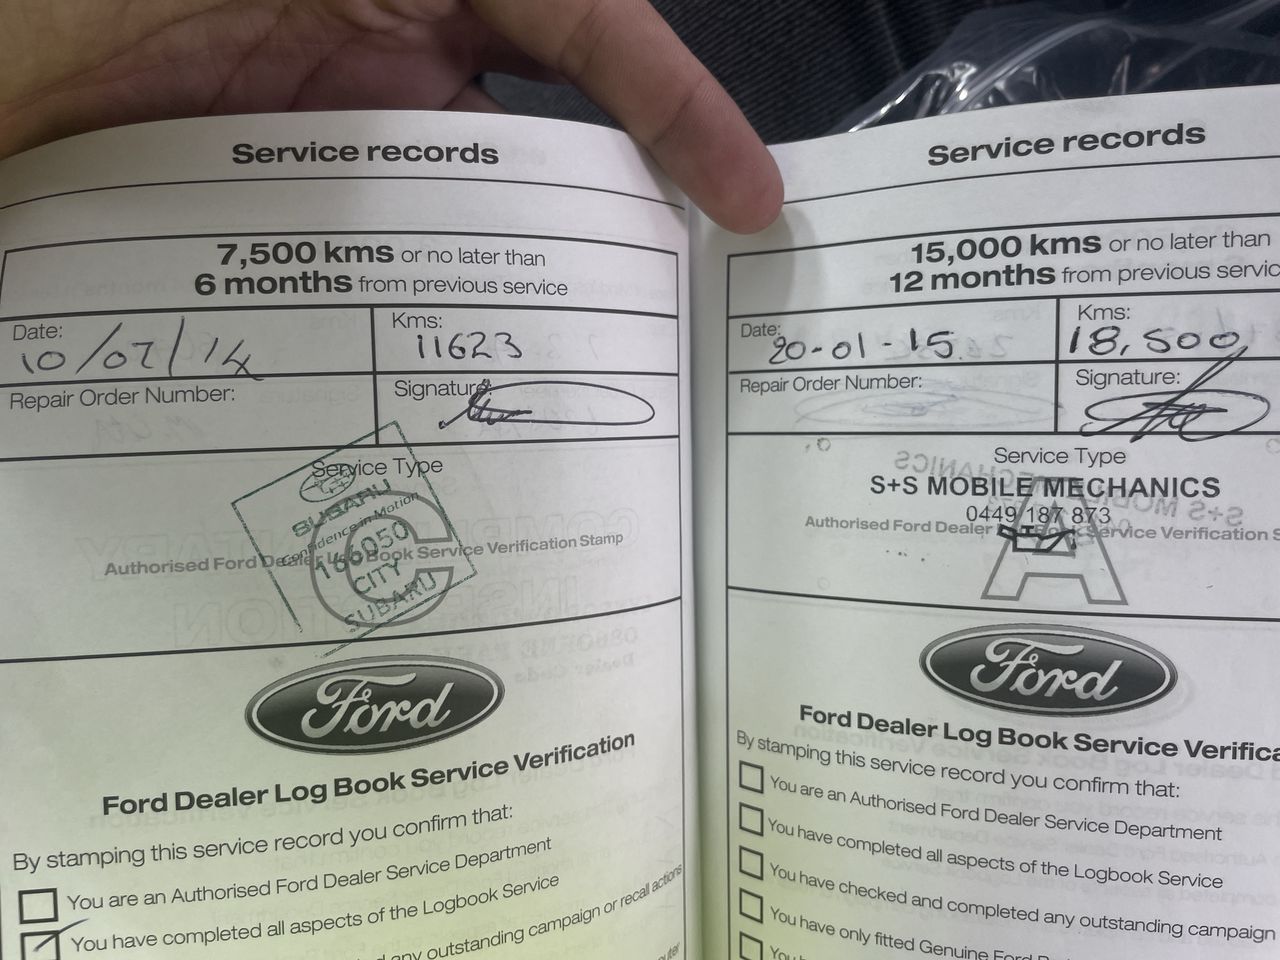 Service records
7,500 kms or no later than
6 months from previous service
Date:
10/07/14
Kms:
11623
Repair Order Number:
Signature:
Service Type
SUBARU
Confidence in Motion
166050
CITY
SUBARU
C
Authorised Ford Dealer Log Book Service Verification Stamp
Ford
Ford Dealer Log Book Service Verification
By stamping this service record you confirm that:
You are an Authorised Ford Dealer Service Department
You have completed all aspects of the Logbook Service
any outstanding campaign or recall actions
Service records
15,000 kms or no later than
12 months from previous servic
Date:
20-01-15
Kms:
18,500
Repair Order Number:
Signature:
Service Type
S+S MOBILE MECHANICS
0449 187 873
Authorised Ford Dealer Service Verification S
A
Ford
Ford Dealer Log Book Service Verifica
By stamping this service record you confirm that:
You are an Authorised Ford Dealer Service Department
You have completed all aspects of the Logbook Service
You have checked and completed any outstanding campaign
You have only fitted Genuine Ford